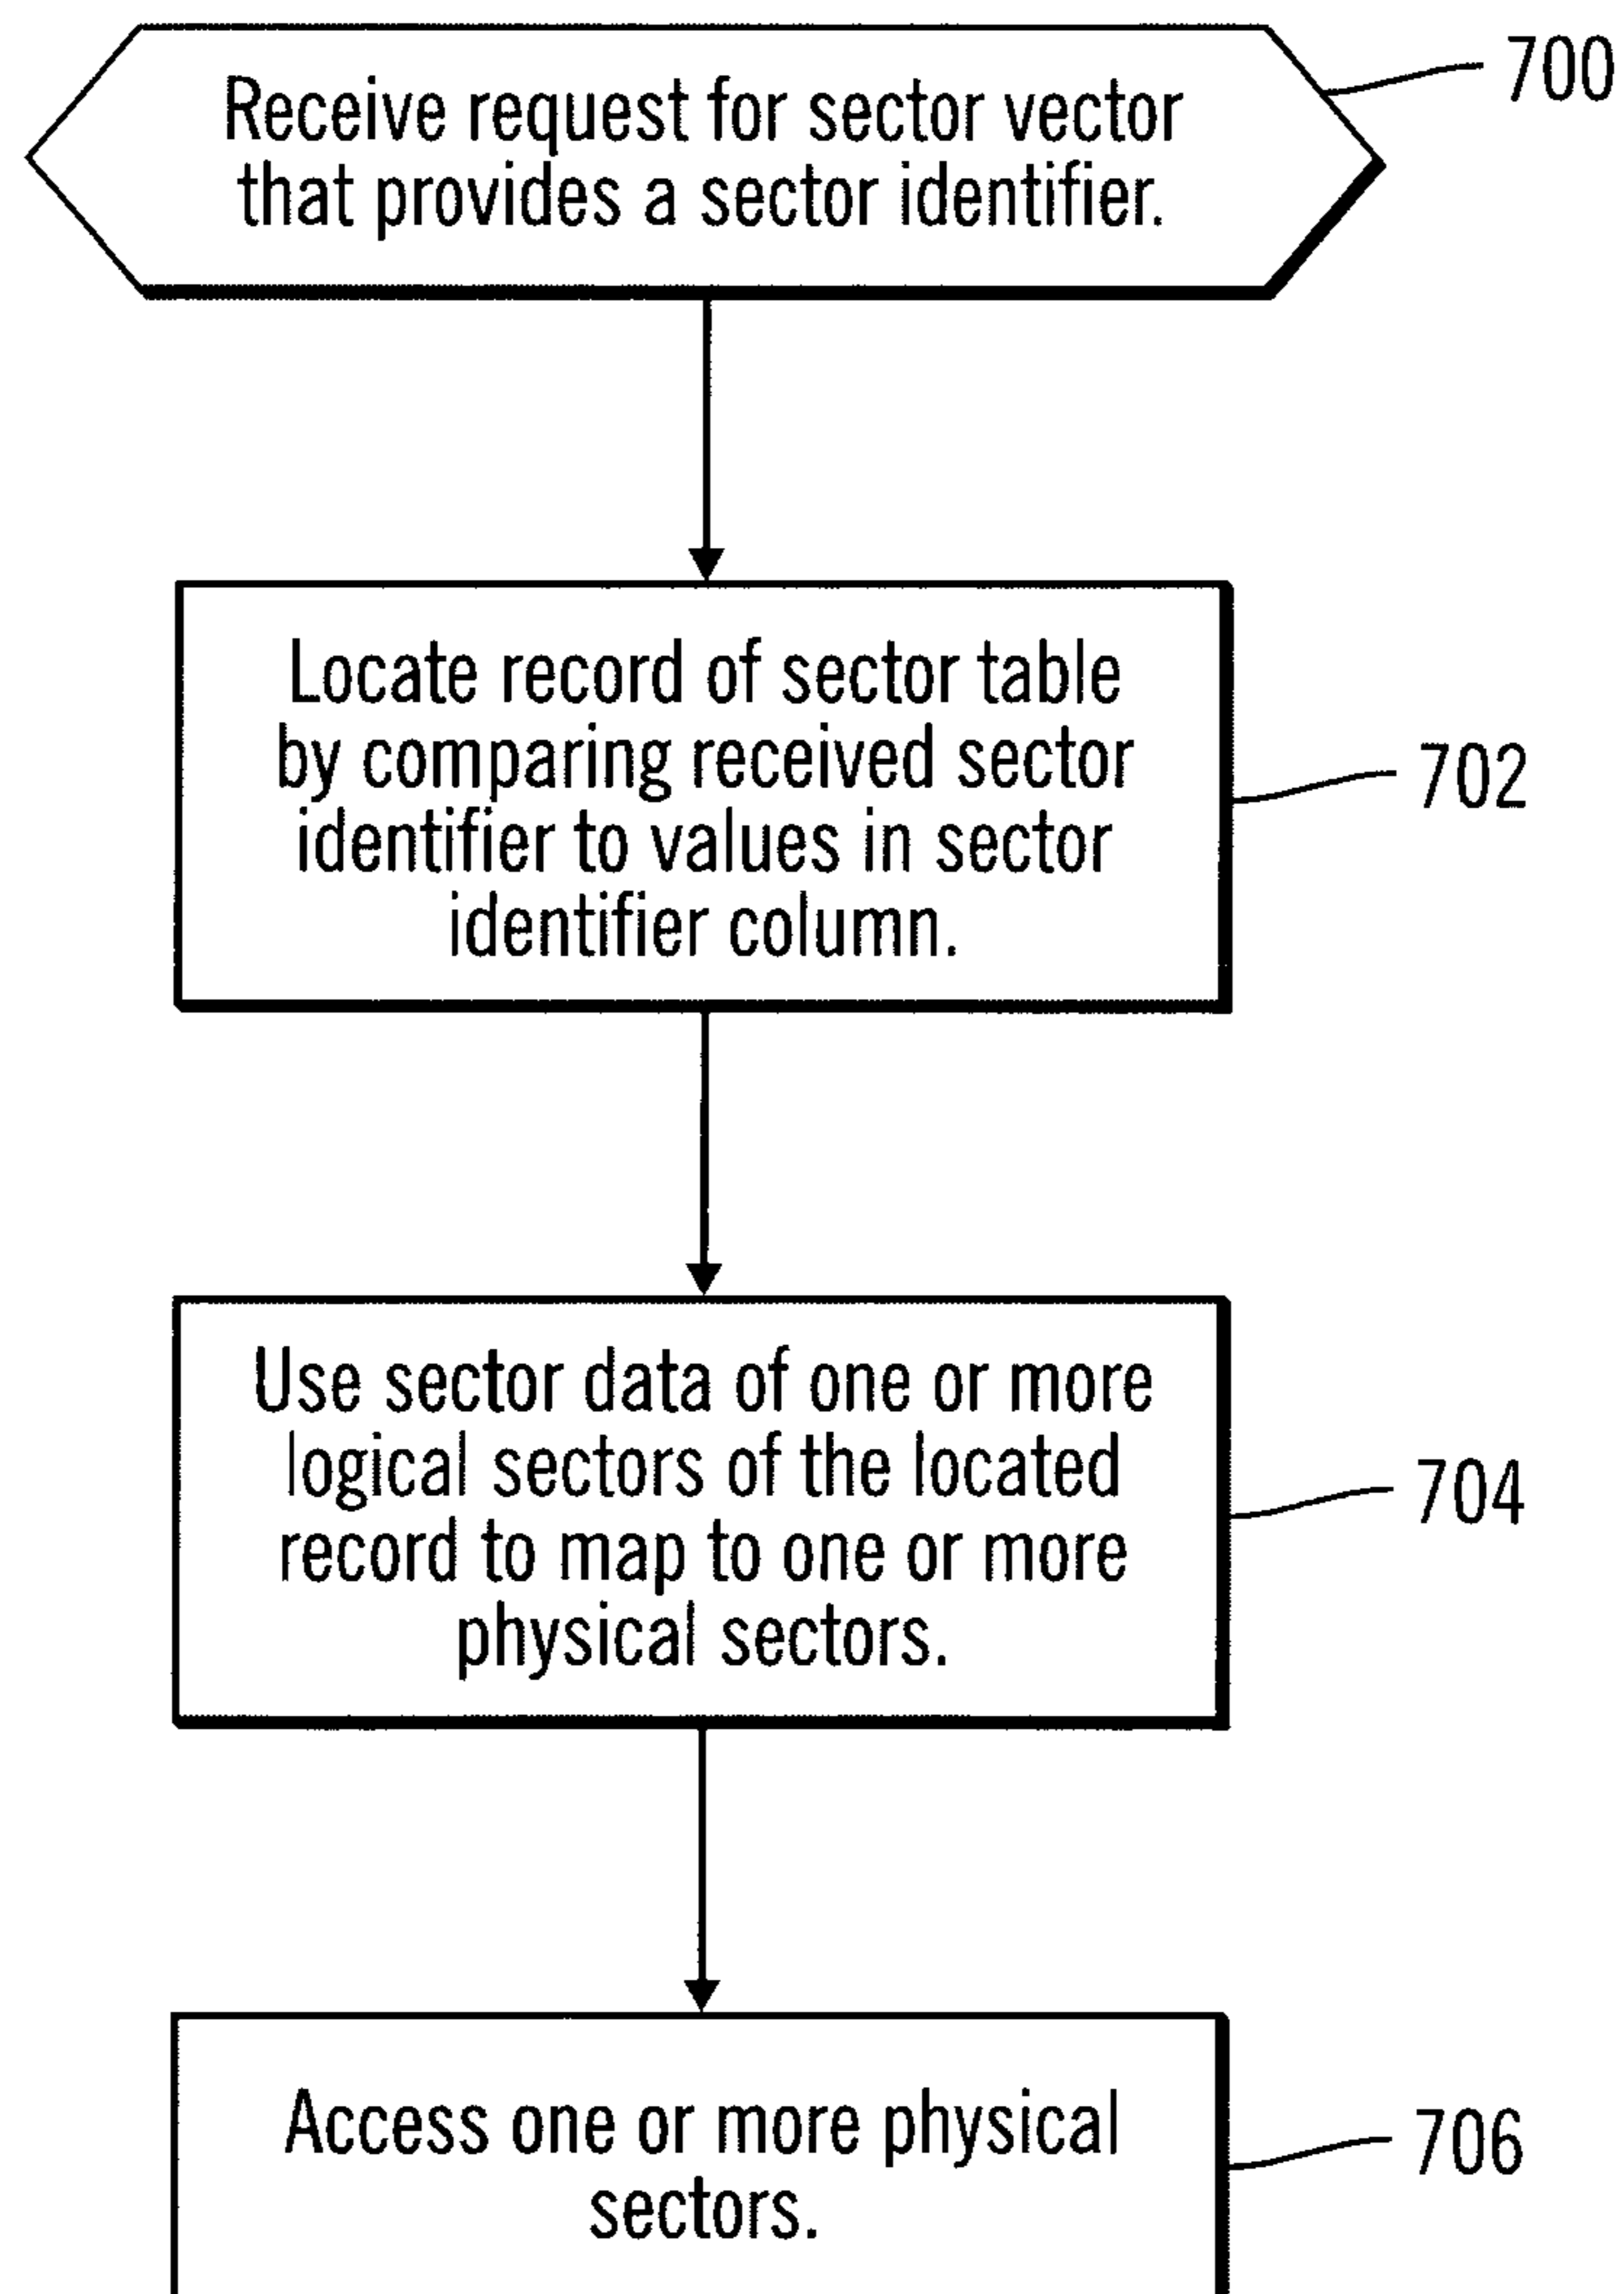 Receive request for sector vector
that provides a sector identifier.
700
Locate record of sector table
by comparing received sector
identifier to values in sector
identifier column.
702
Use sector data of one or more
logical sectors of the located
record to map to one or more
physical sectors.
704
Access one or more physical
sectors.
706